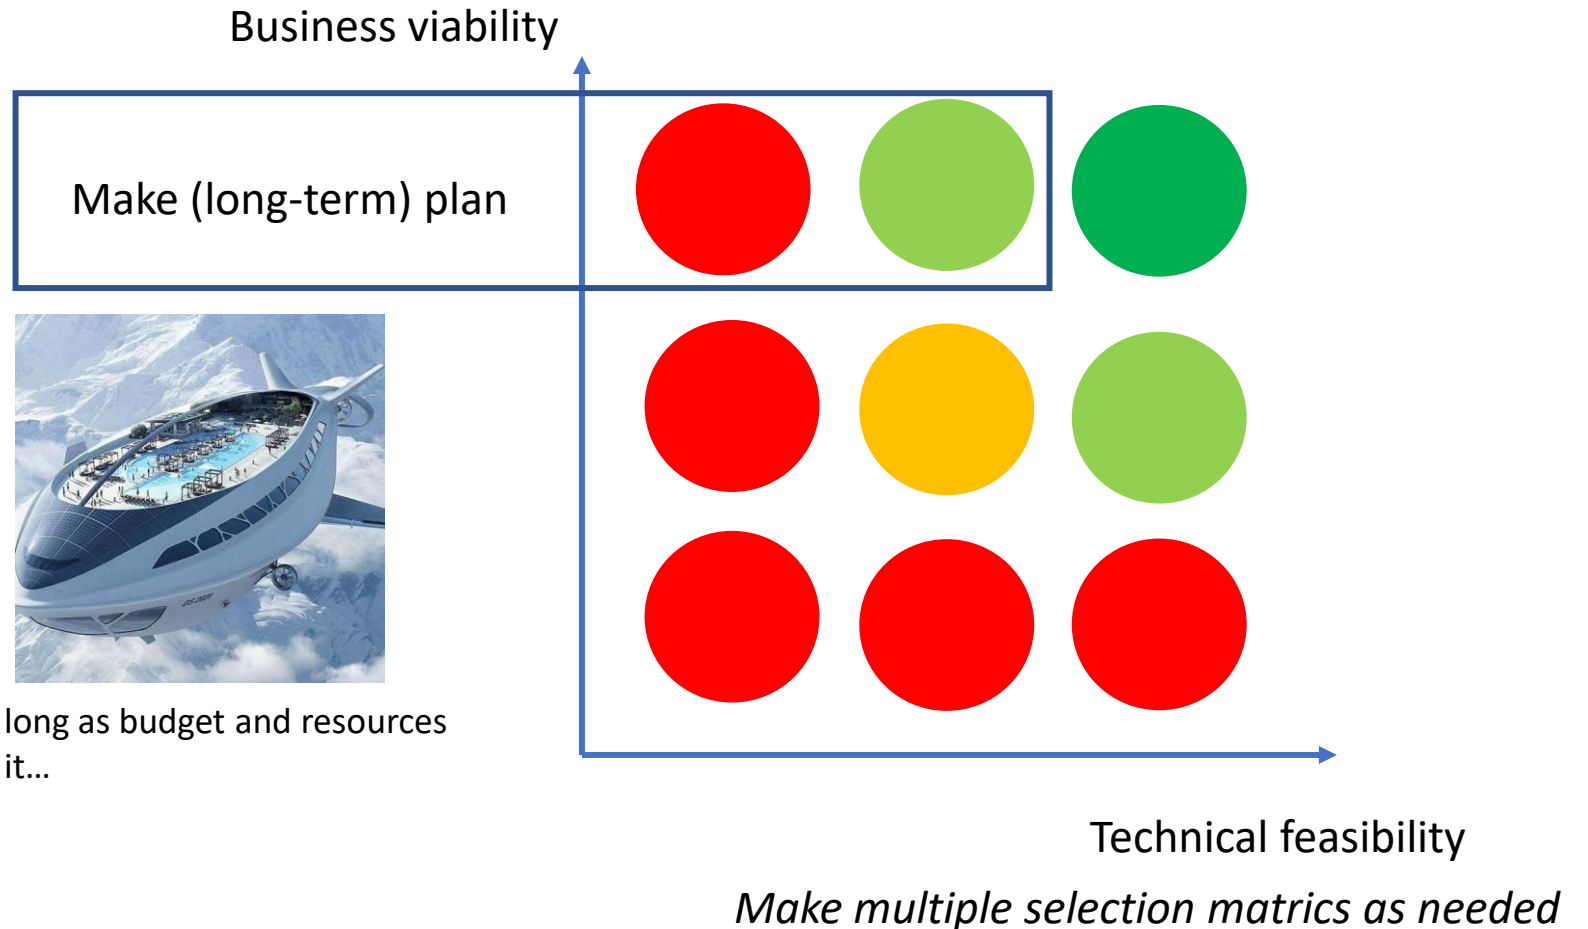 Business viability
Make (long-term) plan
long as budget and resources
it...
Technical feasibility
Make multiple selection matrics as needed